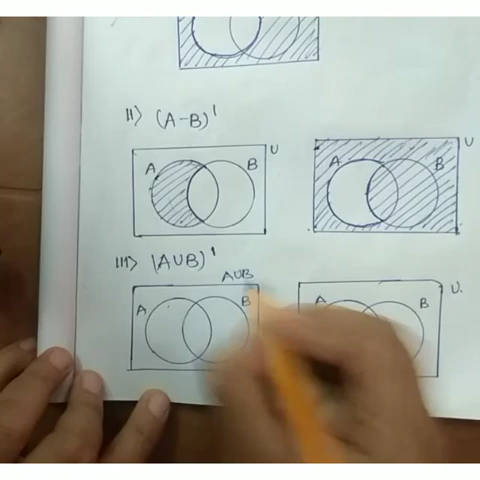 II> (A-B)'
A B U
A B U
III> (AUB)'
AUB
A B
A B U.